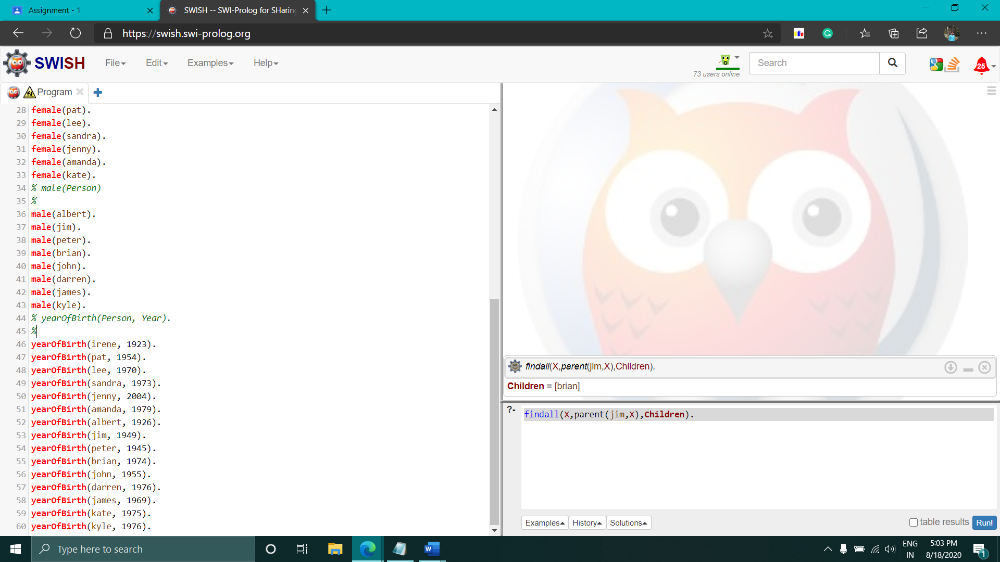 Assignment - 1
SWISH -- SWI-Prolog for SHaring
https://swish.swi-prolog.org
SWISH
File
Edit
Examples
Help
73 users online
Search
25
Program
28 female(pat).
29 female(lee).
30 female(sandra).
31 female(jenny).
32 female(amanda).
33 female(kate).
34 % male(Person)
35 %
36 male(albert).
37 male(jim).
38 male(peter).
39 male(brian).
40 male(john).
41 male(darren).
42 male(james).
43 male(kyle).
44 % yearOfBirth(Person, Year).
45 %
46 yearOfBirth(irene, 1923).
47 yearOfBirth(pat, 1954).
48 yearOfBirth(lee, 1970).
49 yearOfBirth(sandra, 1973).
50 yearOfBirth(jenny, 2004).
51 yearOfBirth(amanda, 1979).
52 yearOfBirth(albert, 1926).
53 yearOfBirth(jim, 1949).
54 yearOfBirth(peter, 1945).
55 yearOfBirth(brian, 1974).
56 yearOfBirth(john, 1955).
57 yearOfBirth(darren, 1976).
58 yearOfBirth(james, 1969).
59 yearOfBirth(kate, 1975).
60 yearOfBirth(kyle, 1976).
findall(X,parent(jim,X),Children).
Children = [brian]
?- findall(X,parent(jim,X),Children).
Examples
History
Solutions
table results
Run!
Type here to search
W
ENG
IN
5:03 PM
8/18/2020
1